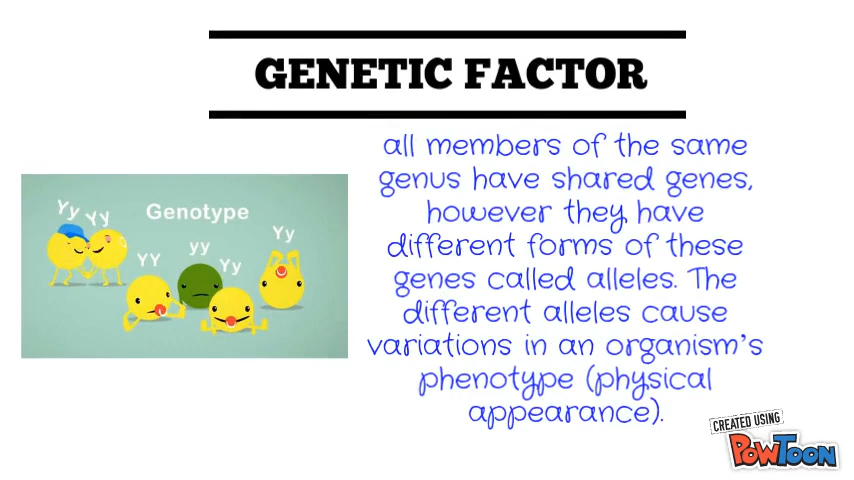 GENETIC FACTOR
Yy Yy
Genotype
YY
yy
Yy
Yy
all members of the same
genus have shared genes,
however they have
different forms of these
genes called alleles. The
different alleles cause
variations in an organism's
phenotype (physical
appearance).
CREATED USING
POWTOON